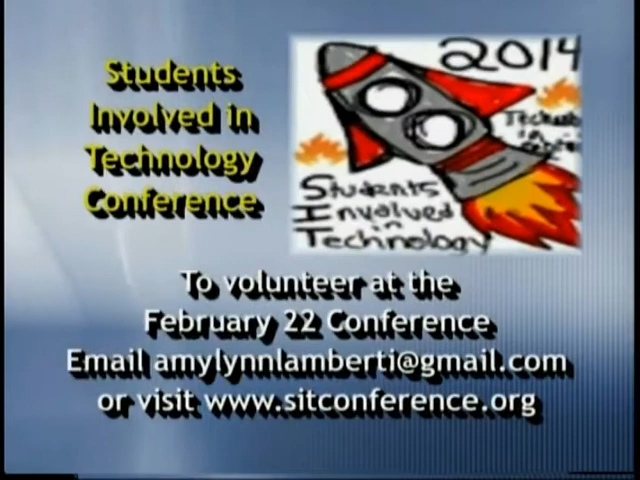 Students
Involved in
Technology
Conference
2014
Students
Involved
in
Technology
To volunteer at the
February 22 Conference
Email amylynnlamberti@gmail.com
or visit www.sitconference.org